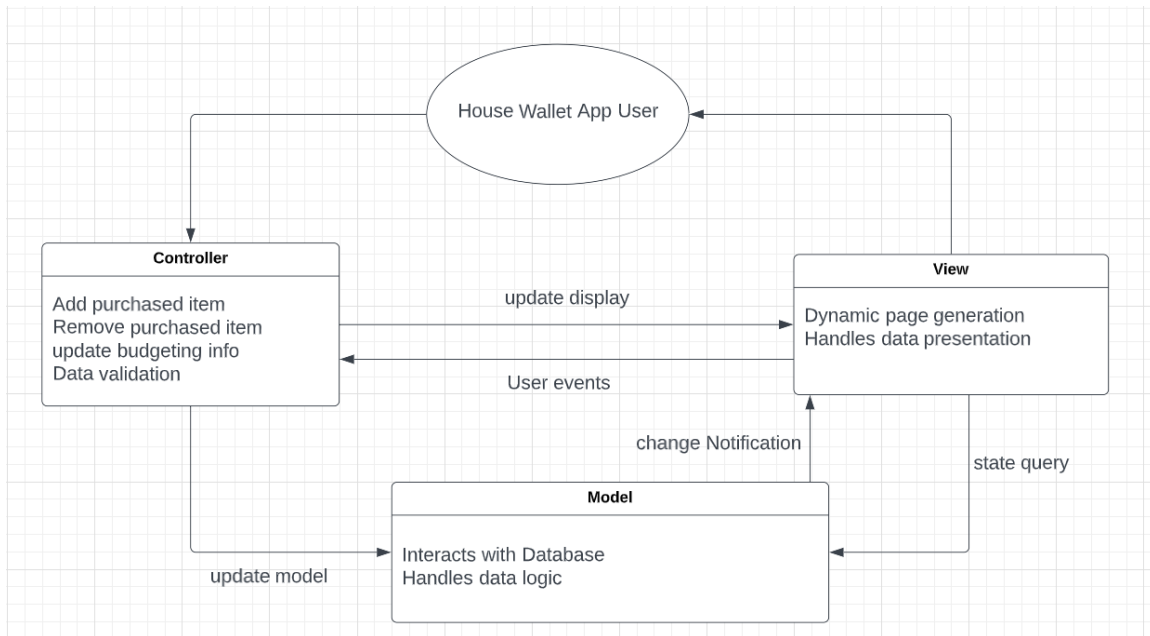 House Wallet App User
Controller
Add purchased item
Remove purchased item
update budgeting info
Data validation
update display
User events
View
Dynamic page generation
Handles data presentation
change Notification
state query
Model
Interacts with Database
Handles data logic
update model